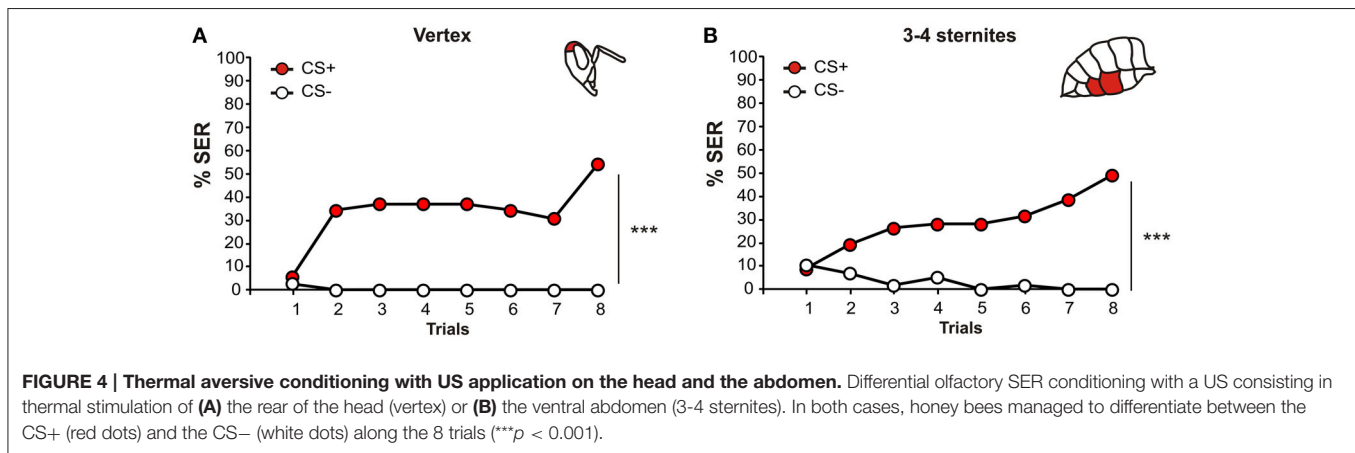 A
Vertex
CS+
CS-
100
90
80
70
60
50
40
30
20
10
0
% SER
1 2 3 4 5 6 7 8
Trials
***
B
3-4 sternites
CS+
CS-
100
90
80
70
60
50
40
30
20
10
0
% SER
1 2 3 4 5 6 7 8
Trials
***
FIGURE 4 | Thermal aversive conditioning with US application on the head and the abdomen. Differential olfactory SER conditioning with a US consisting in
thermal stimulation of (A) the rear of the head (vertex) or (B) the ventral abdomen (3-4 sternites). In both cases, honey bees managed to differentiate between the
CS+ (red dots) and the CS− (white dots) along the 8 trials (***p < 0.001).